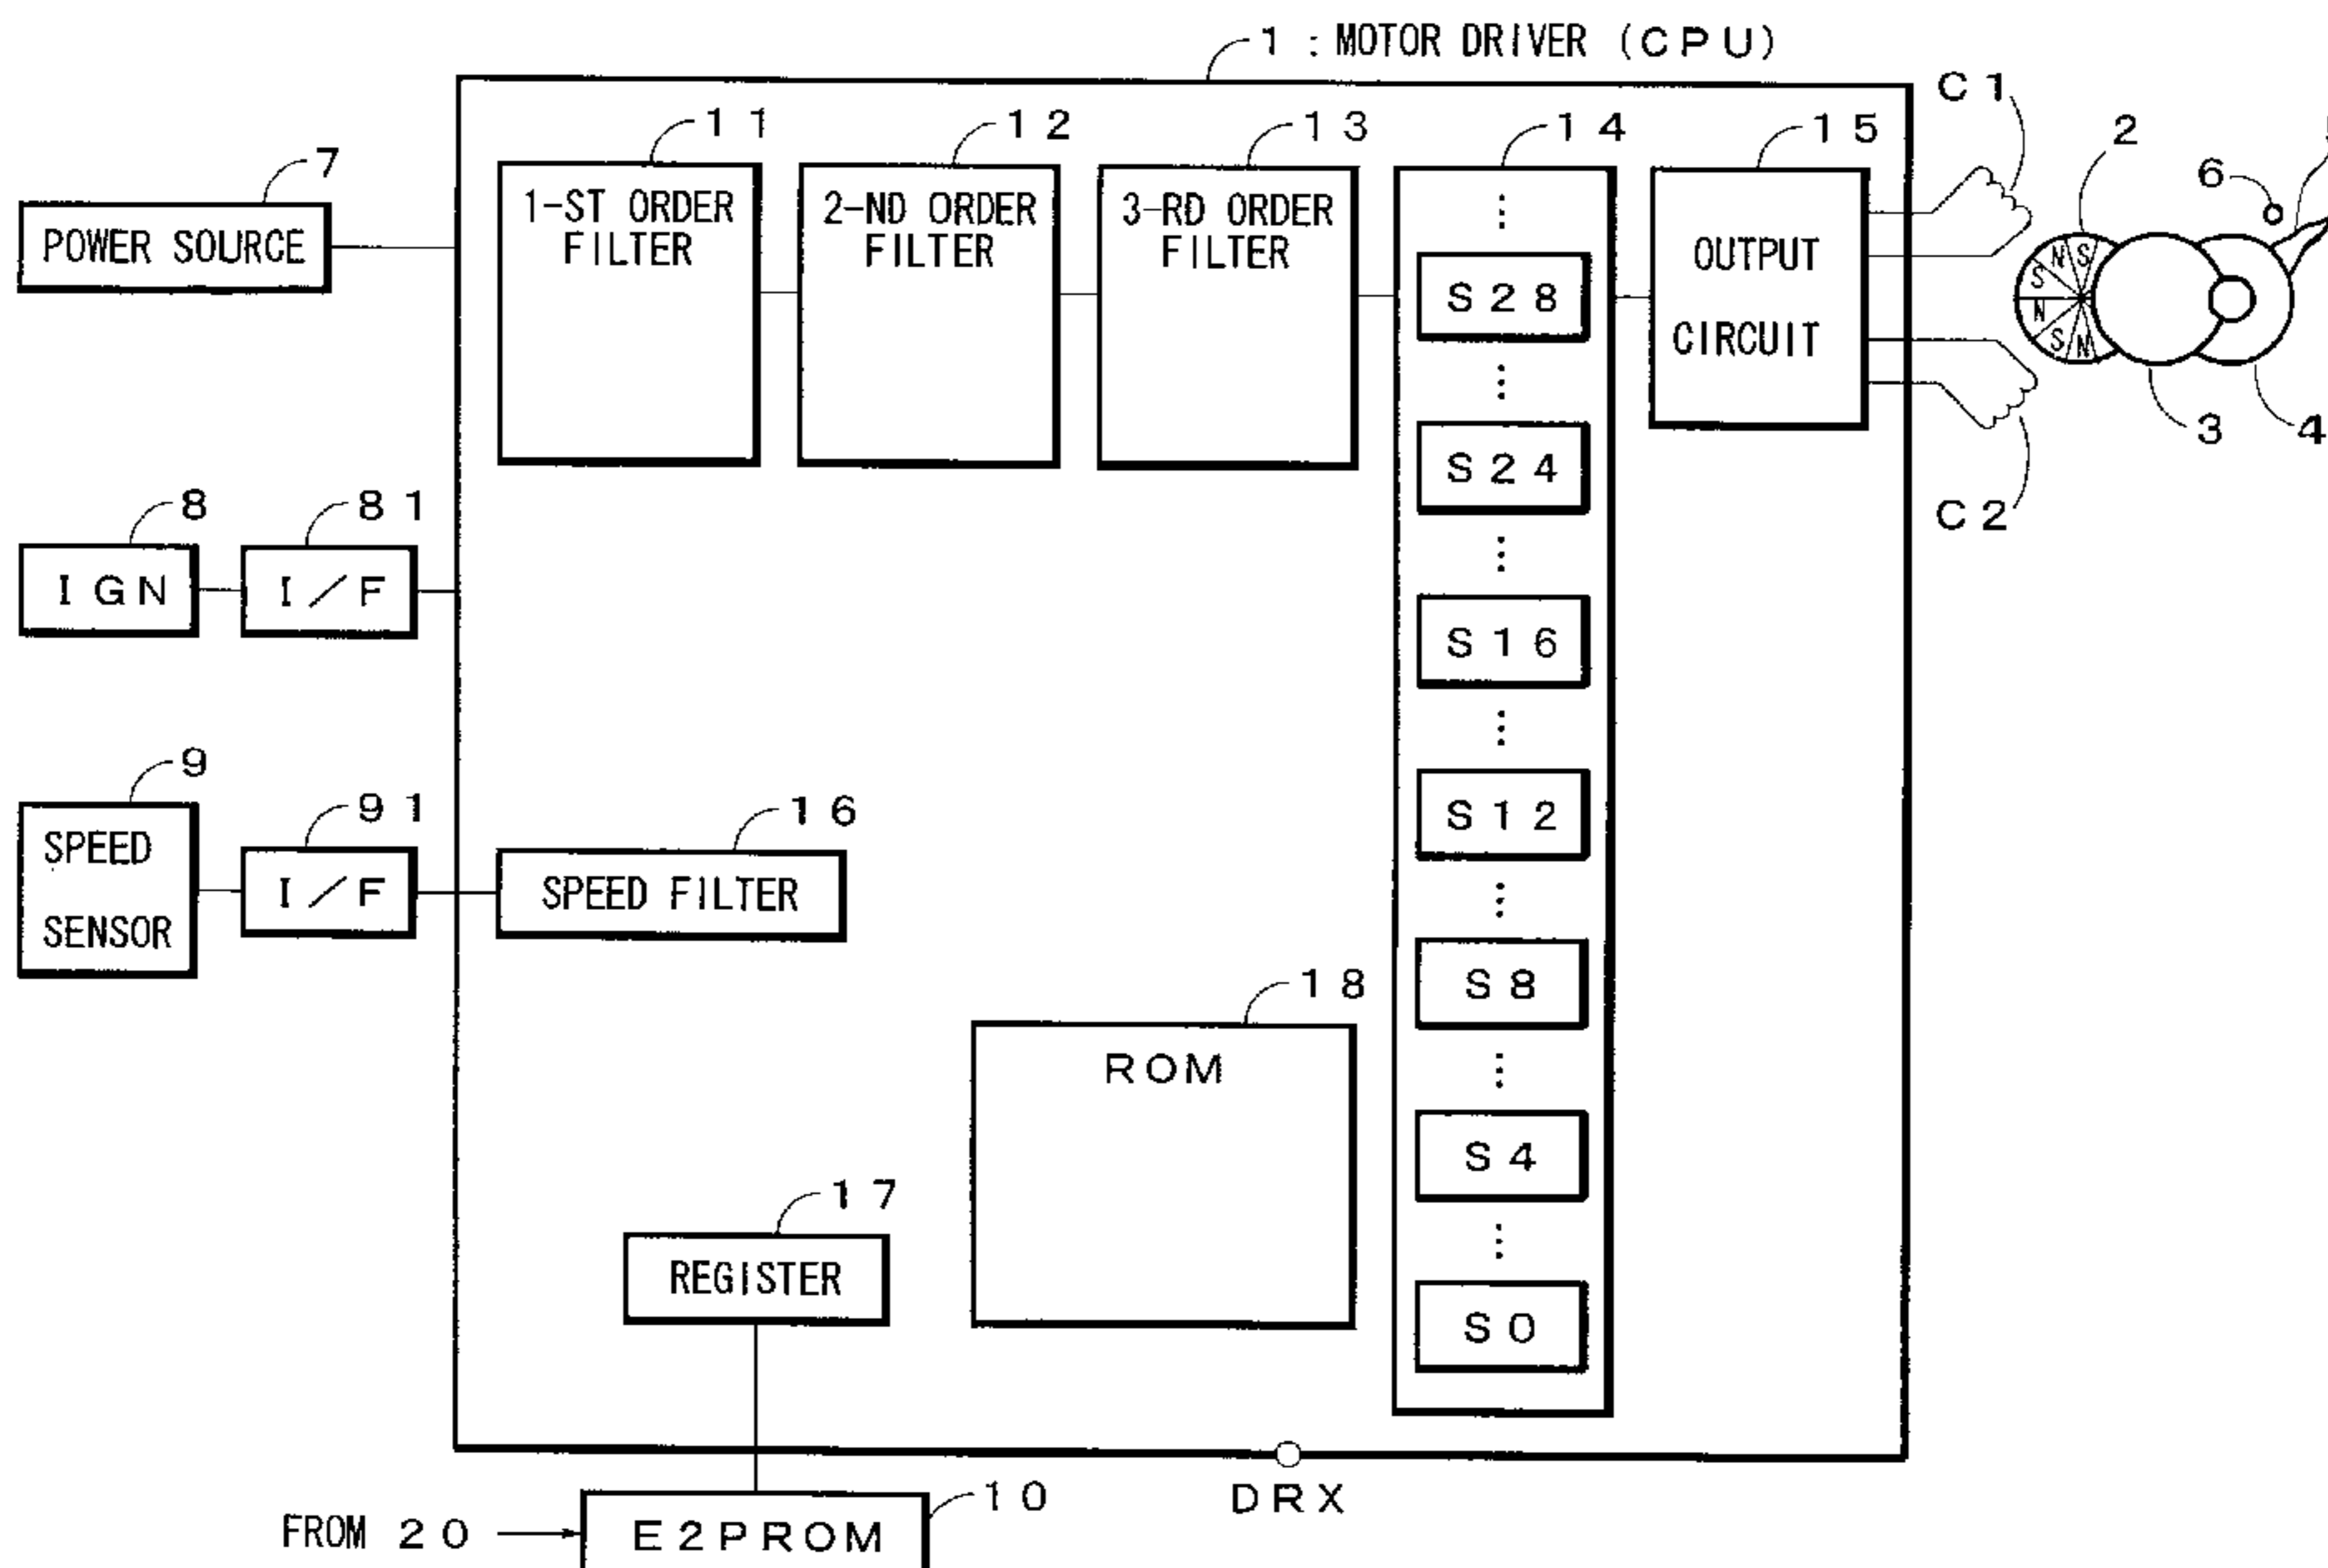 1 : MOTOR DRIVER (CPU)
C1
11
12
13
14
15
2
5
6
7
POWER SOURCE
1-ST ORDER
FILTER
2-ND ORDER
FILTER
3-RD ORDER
FILTER
S28
OUTPUT
CIRCUIT
S N S N S N
3
4
S24
C2
8
81
IGN
I/F
S16
9
91
16
SPEED
SENSOR
I/F
SPEED FILTER
S12
S8
18
ROM
S4
17
REGISTER
S0
DRX
10
FROM 20
E2PROM